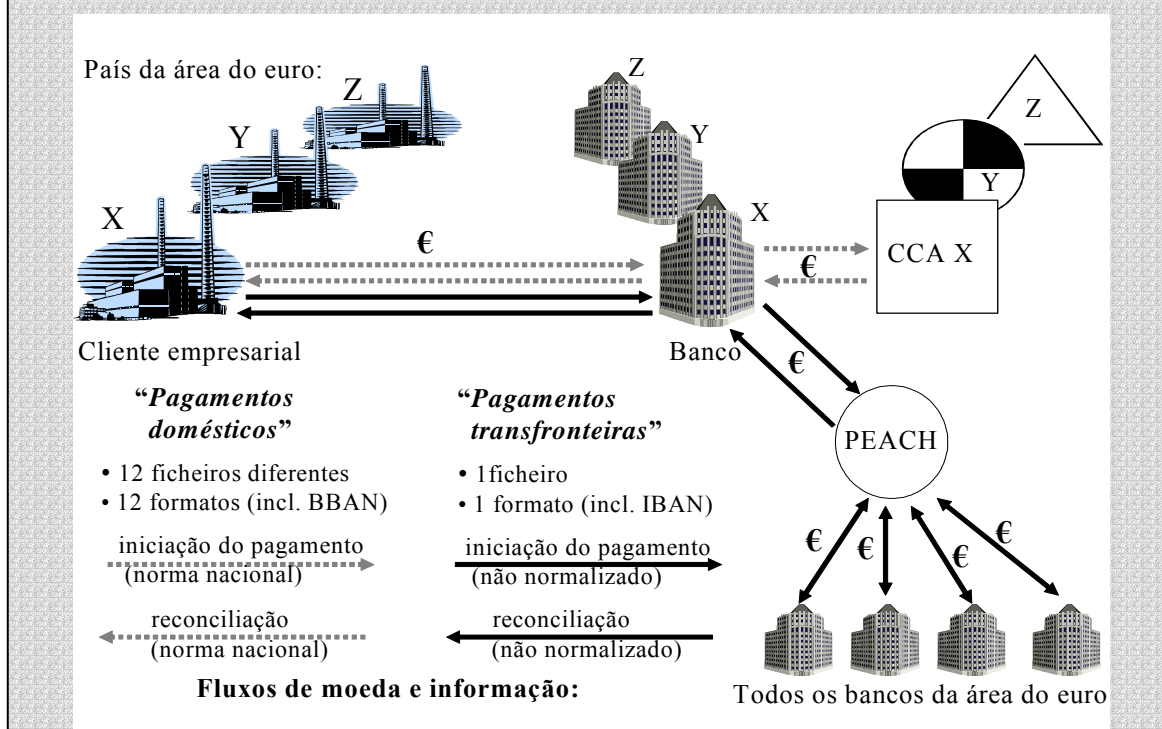 País da área do euro:
Z
Y
X
Z
Y
X
Z
Y
CCA X
€
€
Cliente empresarial
Banco
€
“Pagamentos
domésticos”
• 12 ficheiros diferentes
• 12 formatos (incl. BBAN)
iniciação do pagamento
(norma nacional)
reconciliação
(norma nacional)
“Pagamentos
transfronteiras”
• 1ficheiro
• 1 formato (incl. IBAN)
iniciação do pagamento
(não normalizado)
reconciliação
(não normalizado)
PEACH
€
€
€
€
Fluxos de moeda e informação:
Todos os bancos da área do euro